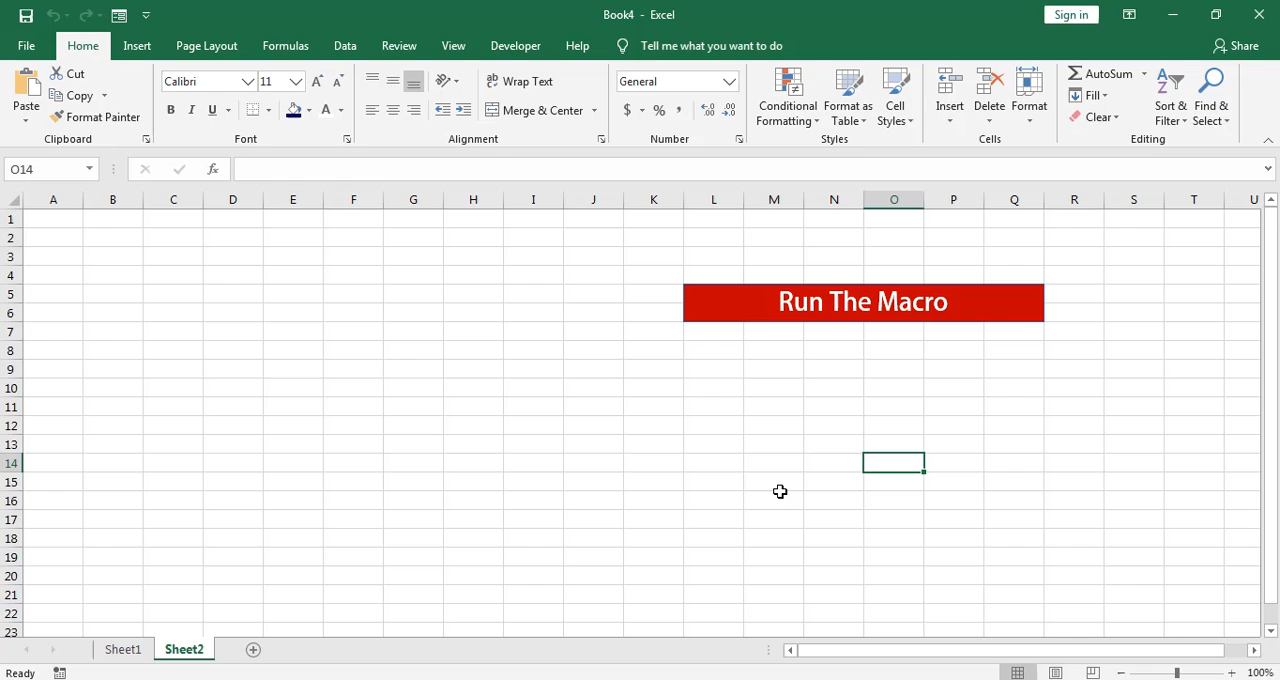 Book4 - Excel
Sign in
File Home Insert Page Layout Formulas Data Review View Developer Help Tell me what you want to do Share
Paste
Cut
Copy
Format Painter
Clipboard
Calibri 11
B I U
A
Font
Wrap Text
Merge & Center
Alignment
General
$ % ,
Number
Conditional Formatting
Format as Table
Cell Styles
Styles
Insert
Delete
Format
Cells
AutoSum
Fill
Clear
Sort & Filter
Find & Select
Editing
O14
fx
A B C D E F G H I J K L M N O P Q R S T U
1
2
3
4
5
6
7
8
9
10
11
12
13
14
15
16
17
18
19
20
21
22
23
Run The Macro
Sheet1 Sheet2
Ready
100%